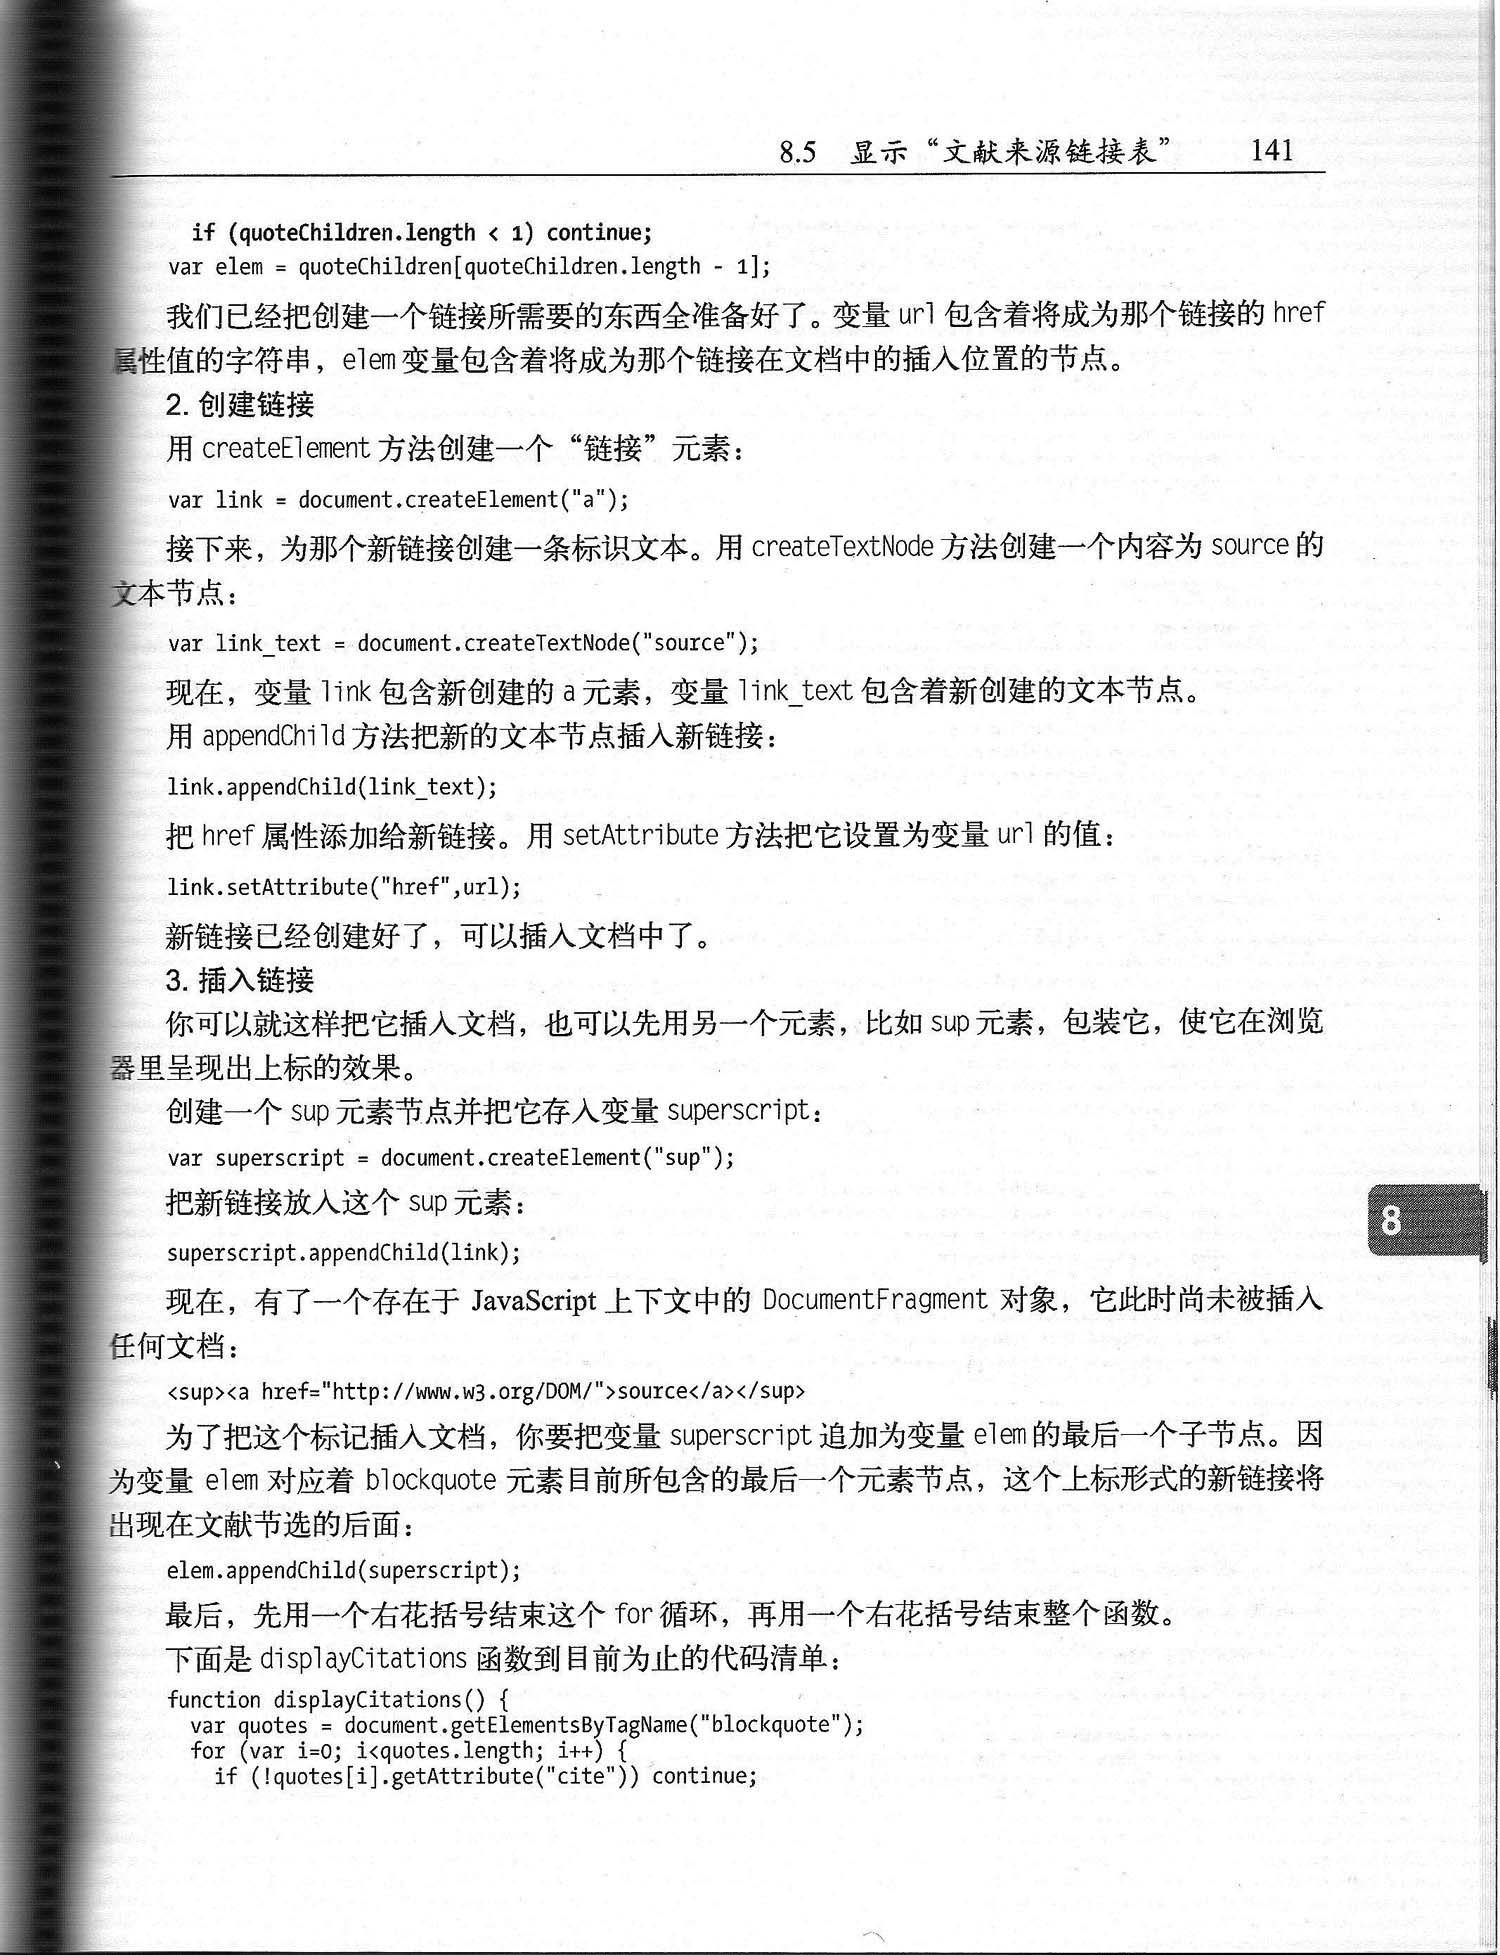 8.5 显示“文献来源链接表” 141
if (quoteChildren.length < 1) continue;
var elem = quoteChildren[quoteChildren.length - 1];
我们已经把创建一个链接所需要的东西全准备好了。变量 url 包含着将成为那个链接的 href
属性值的字符串，elem 变量包含着将成为那个链接在文档中的插入位置的节点。
2. 创建链接
用 createElement 方法创建一个“链接”元素：
var link = document.createElement("a");
接下来，为那个新链接创建一条标识文本。用 createTextNode 方法创建一个内容为 source 的
文本节点：
var link_text = document.createTextNode("source");
现在，变量 link 包含新创建的 a 元素，变量 link_text 包含着新创建的文本节点。
用 appendChild 方法把新的文本节点插入新链接：
link.appendChild(link_text);
把 href 属性添加给新链接。用 setAttribute 方法把它设置为变量 url 的值：
link.setAttribute("href",url);
新链接已经创建好了，可以插入文档中了。
3. 插入链接
你可以就这样把它插入文档，也可以先用另一个元素，比如 sup 元素，包装它，使它在浏览
器里呈现出上标的效果。
创建一个 sup 元素节点并把它存入变量 superscript：
var superscript = document.createElement("sup");
把新链接放入这个 sup 元素：
superscript.appendChild(link);
8
现在，有了一个存在于 JavaScript 上下文中的 DocumentFragment 对象，它此时尚未被插入
任何文档：
<sup><a href="http://www.w3.org/DOM/">source</a></sup>
为了把这个标记插入文档，你要把变量 superscript 追加为变量 elem 的最后一个子节点。因
为变量 elem 对应着 blockquote 元素目前所包含的最后一个元素节点，这个上标形式的新链接将
出现在文献节选的后面：
elem.appendChild(superscript);
最后，先用一个右花括号结束这个 for 循环，再用一个右花括号结束整个函数。
下面是 displayCitations 函数到目前为止的代码清单：
function displayCitations() {
var quotes = document.getElementsByTagName("blockquote");
for (var i=0; i<quotes.length; i++) {
if (!quotes[i].getAttribute("cite")) continue;